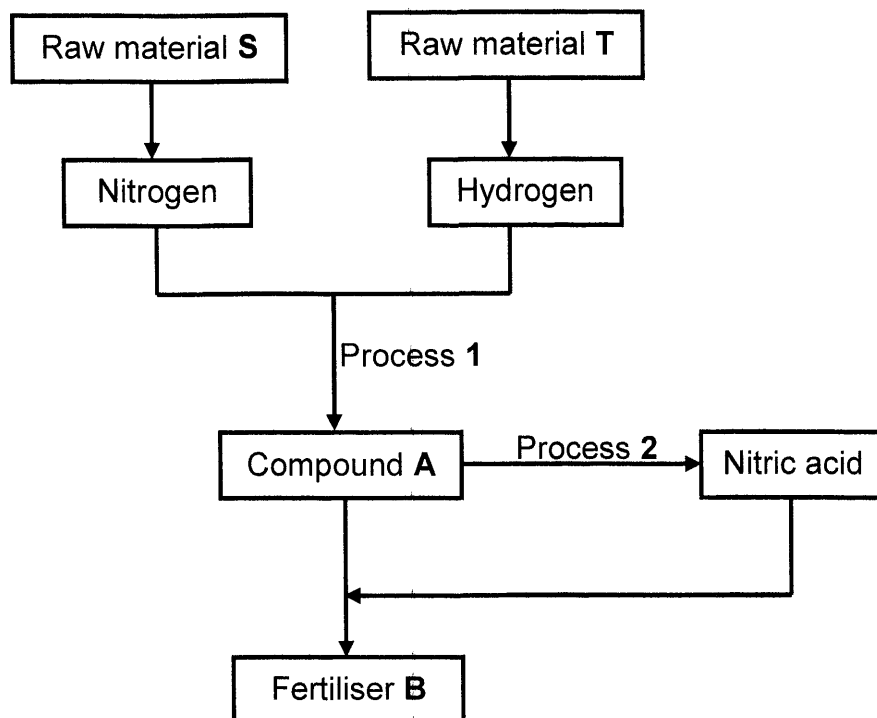 Raw material S
Raw material T
Nitrogen
Hydrogen
Process 1
Compound A
Process 2
Nitric acid
Fertiliser B